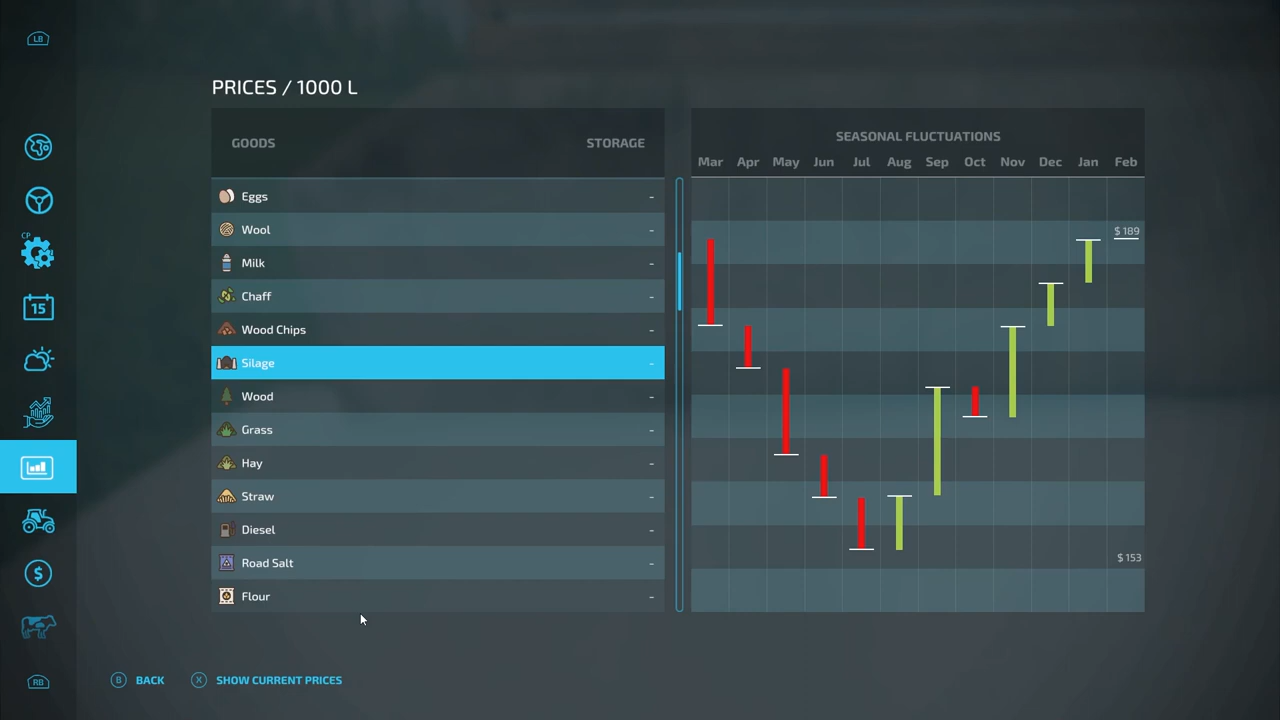 LB
PRICES / 1000 L
GOODS STORAGE
SEASONAL FLUCTUATIONS
Mar Apr May Jun Jul Aug Sep Oct Nov Dec Jan Feb
Eggs -
Wool -
Milk -
Chaff -
Wood Chips -
Silage -
Wood -
Grass -
Hay -
Straw -
Diesel -
Road Salt -
Flour -
$ 189
$ 153
CP
15
$
RB
B BACK X SHOW CURRENT PRICES